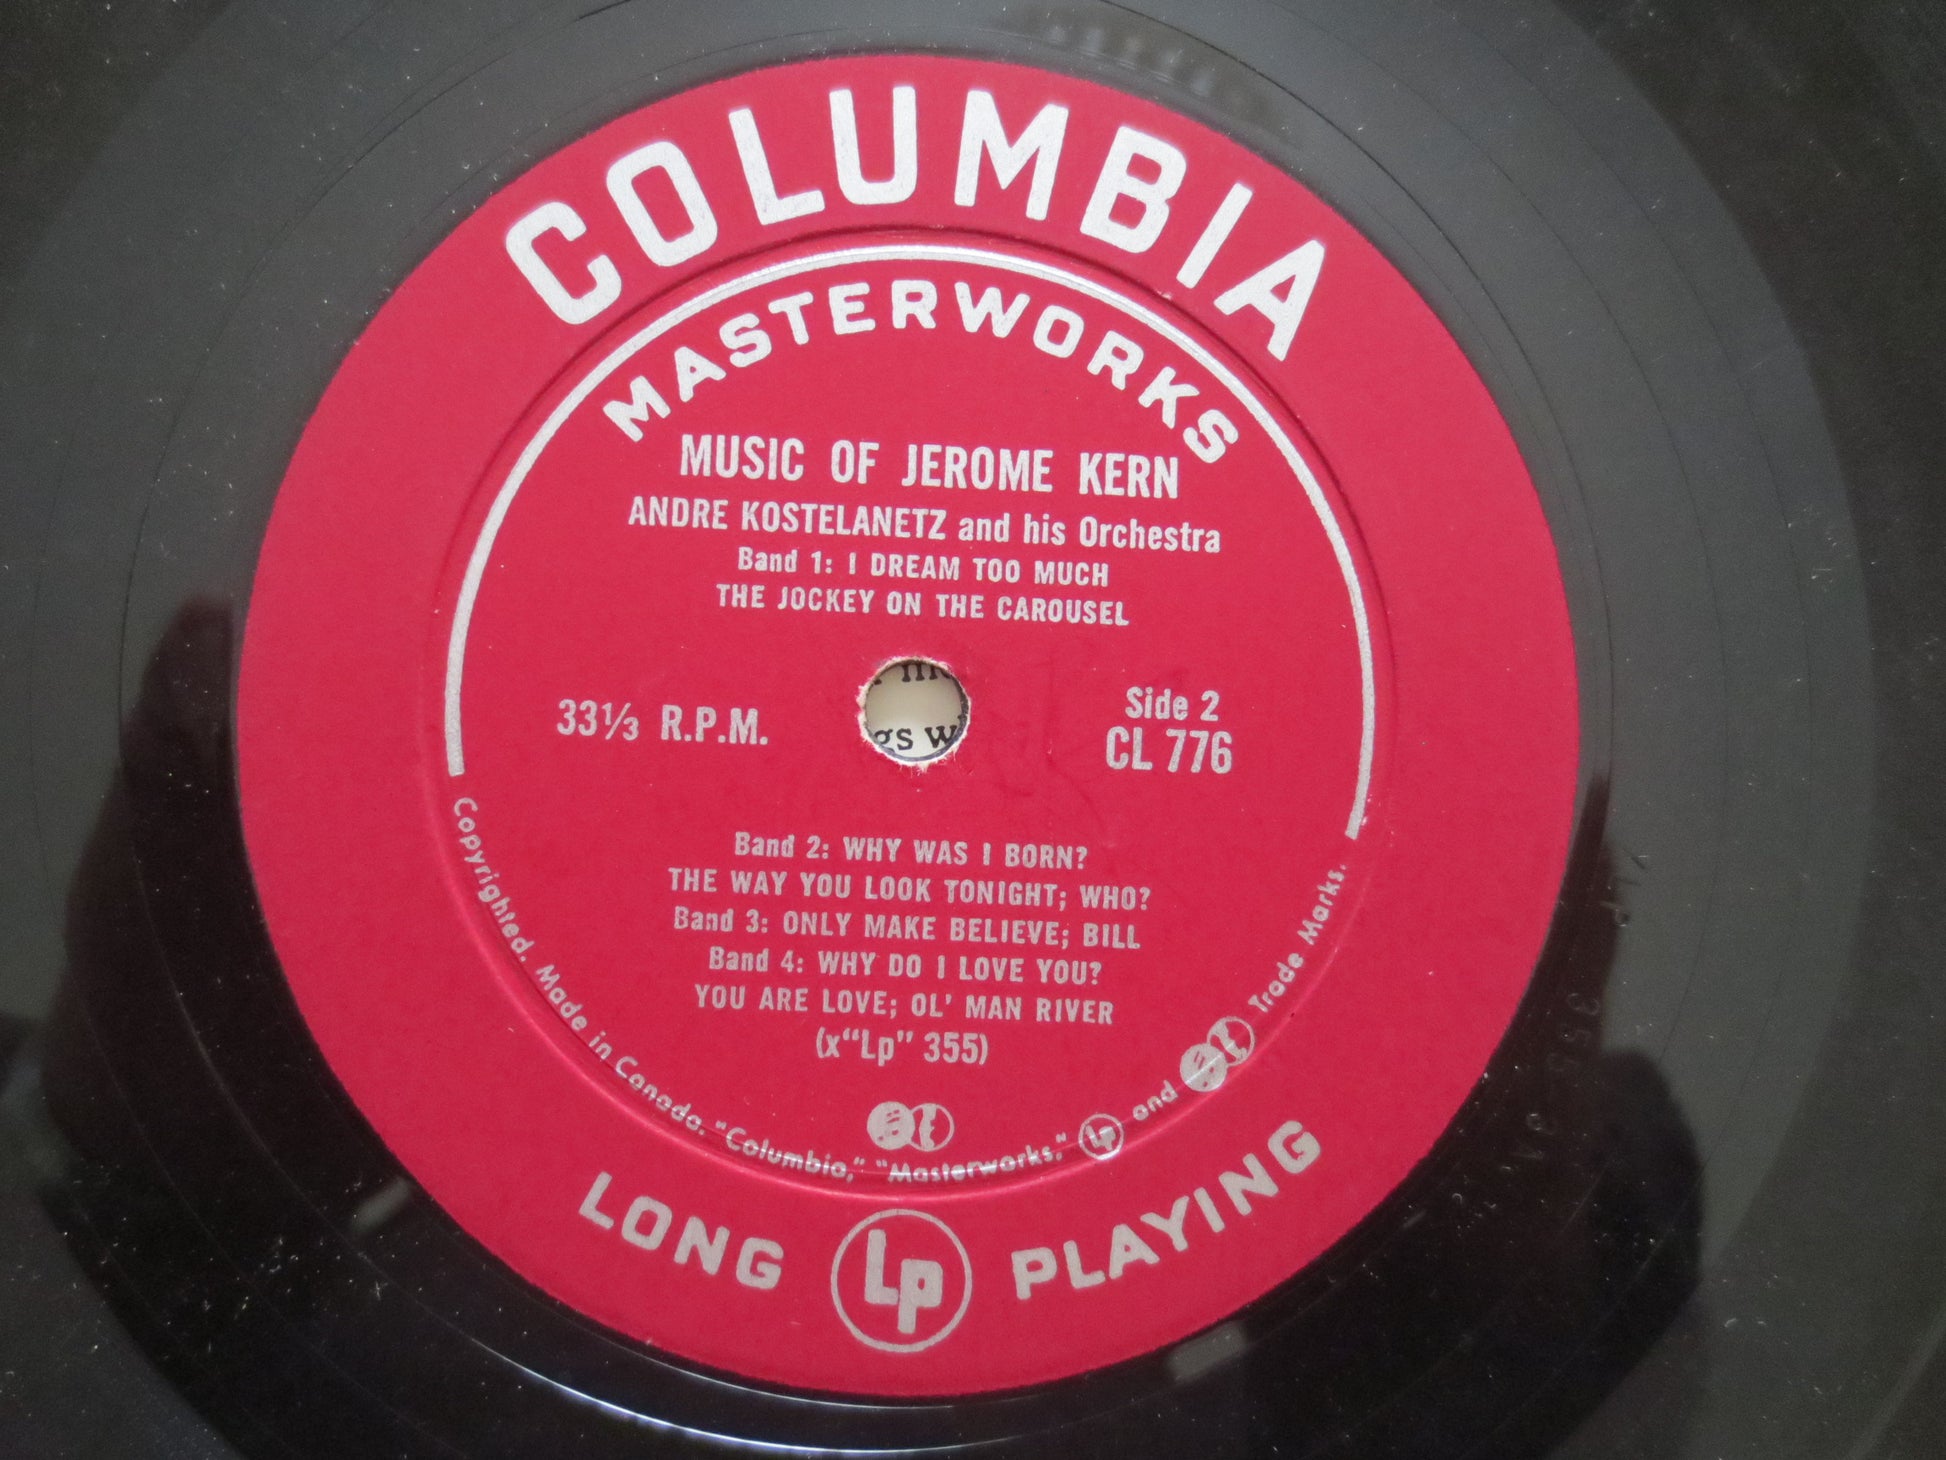 COLUMBIA
MASTERWORKS
MUSIC OF JEROME KERN
ANDRE KOSTELANETZ and his Orchestra
Band 1: I DREAM TOO MUCH
THE JOCKEY ON THE CAROUSEL
33⅓ R.P.M.
Side 2
CL 776
Band 2: WHY WAS I BORN?
THE WAY YOU LOOK TONIGHT; WHO?
Band 3: ONLY MAKE BELIEVE; BILL
Band 4: WHY DO I LOVE YOU?
YOU ARE LOVE; OL' MAN RIVER
(x"Lp" 355)
Copyrighted. Made in Canada. "Columbia," "Masterworks," Lp and Trade Marks.
LONG Lp PLAYING